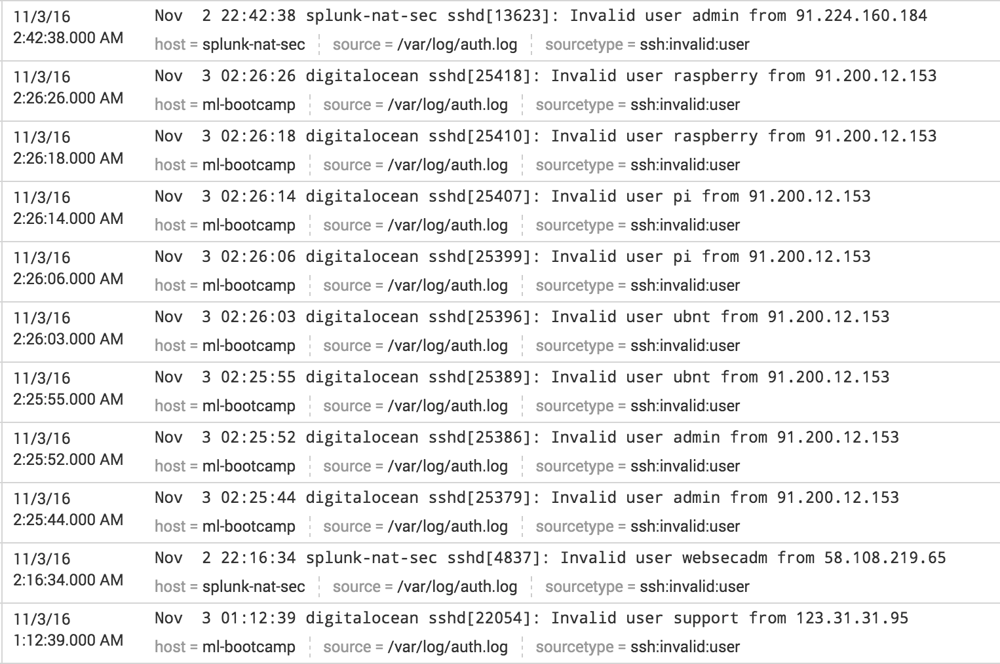 11/3/16 Nov  2 22:42:38 splunk-nat-sec sshd[13623]: Invalid user admin from 91.224.160.184
2:42:38.000 AM host = splunk-nat-sec source = /var/log/auth.log sourcetype = ssh:invalid:user
11/3/16 Nov  3 02:26:26 digitalocean sshd[25418]: Invalid user raspberry from 91.200.12.153
2:26:26.000 AM host = ml-bootcamp source = /var/log/auth.log sourcetype = ssh:invalid:user
11/3/16 Nov  3 02:26:18 digitalocean sshd[25410]: Invalid user raspberry from 91.200.12.153
2:26:18.000 AM host = ml-bootcamp source = /var/log/auth.log sourcetype = ssh:invalid:user
11/3/16 Nov  3 02:26:14 digitalocean sshd[25407]: Invalid user pi from 91.200.12.153
2:26:14.000 AM host = ml-bootcamp source = /var/log/auth.log sourcetype = ssh:invalid:user
11/3/16 Nov  3 02:26:06 digitalocean sshd[25399]: Invalid user pi from 91.200.12.153
2:26:06.000 AM host = ml-bootcamp source = /var/log/auth.log sourcetype = ssh:invalid:user
11/3/16 Nov  3 02:26:03 digitalocean sshd[25396]: Invalid user ubnt from 91.200.12.153
2:26:03.000 AM host = ml-bootcamp source = /var/log/auth.log sourcetype = ssh:invalid:user
11/3/16 Nov  3 02:25:55 digitalocean sshd[25389]: Invalid user ubnt from 91.200.12.153
2:25:55.000 AM host = ml-bootcamp source = /var/log/auth.log sourcetype = ssh:invalid:user
11/3/16 Nov  3 02:25:52 digitalocean sshd[25386]: Invalid user admin from 91.200.12.153
2:25:52.000 AM host = ml-bootcamp source = /var/log/auth.log sourcetype = ssh:invalid:user
11/3/16 Nov  3 02:25:44 digitalocean sshd[25379]: Invalid user admin from 91.200.12.153
2:25:44.000 AM host = ml-bootcamp source = /var/log/auth.log sourcetype = ssh:invalid:user
11/3/16 Nov  2 22:16:34 splunk-nat-sec sshd[4837]: Invalid user websecadm from 58.108.219.65
2:16:34.000 AM host = splunk-nat-sec source = /var/log/auth.log sourcetype = ssh:invalid:user
11/3/16 Nov  3 01:12:39 digitalocean sshd[22054]: Invalid user support from 123.31.31.95
1:12:39.000 AM host = ml-bootcamp source = /var/log/auth.log sourcetype = ssh:invalid:user